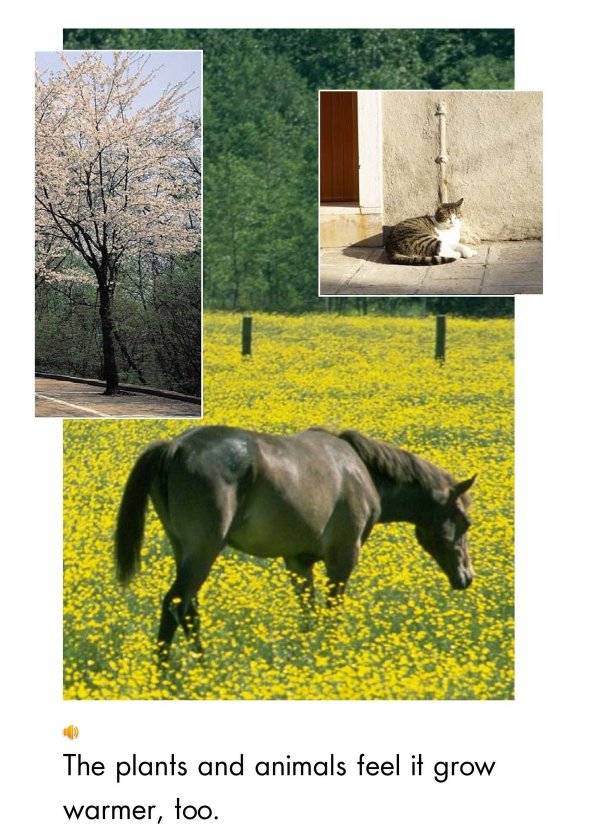 The plants and animals feel it grow
warmer, too.